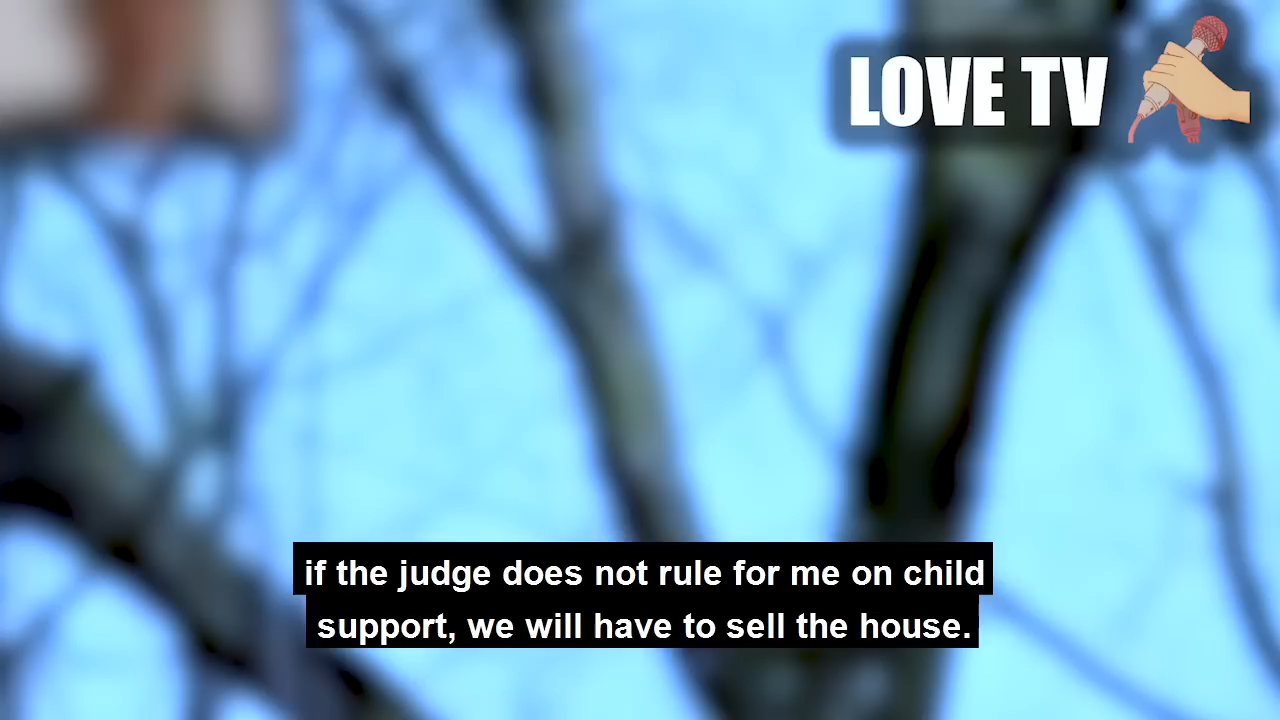 LOVE TV
if the judge does not rule for me on child
support, we will have to sell the house.